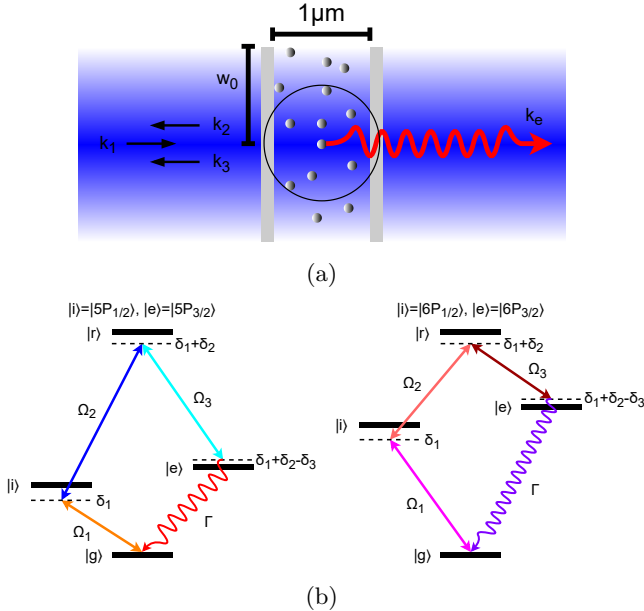 1μm
w₀
k₂
k₁
k₃
kₑ
(a)
|i⟩=|5P₁/₂⟩, |e⟩=|5P₃/₂⟩
|r⟩
δ₁+δ₂
Ω₂
Ω₃
|i⟩
δ₁
|e⟩
δ₁+δ₂-δ₃
Ω₁
Γ
|g⟩
|i⟩=|6P₁/₂⟩, |e⟩=|6P₃/₂⟩
|r⟩
δ₁+δ₂
Ω₂
Ω₃
|i⟩
δ₁
|e⟩
δ₁+δ₂-δ₃
Ω₁
Γ
|g⟩
(b)